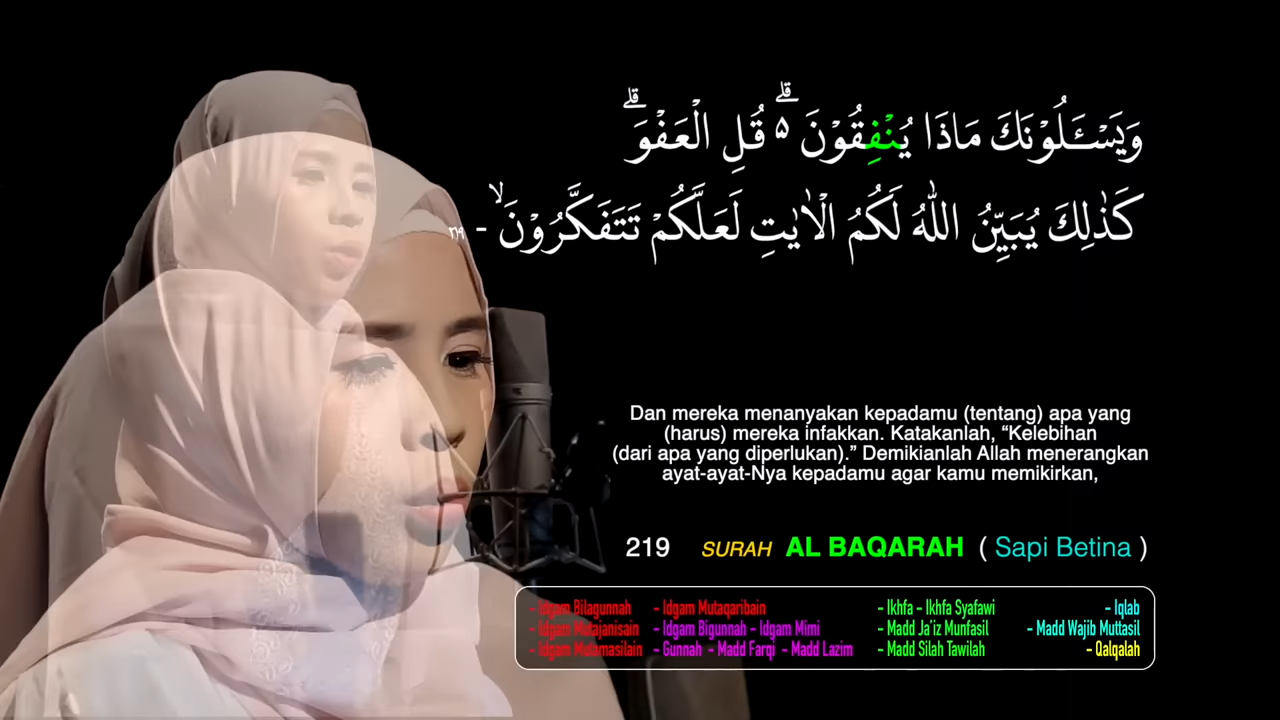 وَيَسْـَٔلُوْنَكَ مَاذَا يُنْفِقُوْنَ ەۗ قُلِ الْعَفْوَۗ
كَذٰلِكَ يُبَيِّنُ اللّٰهُ لَكُمُ الْاٰيٰتِ لَعَلَّكُمْ تَتَفَكَّرُوْنَۙ - ٢١٩
Dan mereka menanyakan kepadamu (tentang) apa yang
(harus) mereka infakkan. Katakanlah, “Kelebihan
(dari apa yang diperlukan).” Demikianlah Allah menerangkan
ayat-ayat-Nya kepadamu agar kamu memikirkan,
219 SURAH AL BAQARAH ( Sapi Betina )
- Idgam Bilagunnah - Idgam Mutaqaribain - Ikhfa - Ikhfa Syafawi - Iqlab
- Idgam Mutajanisain - Idgam Bigunnah - Idgam Mimi - Madd Ja'iz Munfasil - Madd Wajib Muttasil
- Idgam Mutamasilain - Gunnah - Madd Farqi - Madd Lazim - Madd Silah Tawilah - Qalqalah